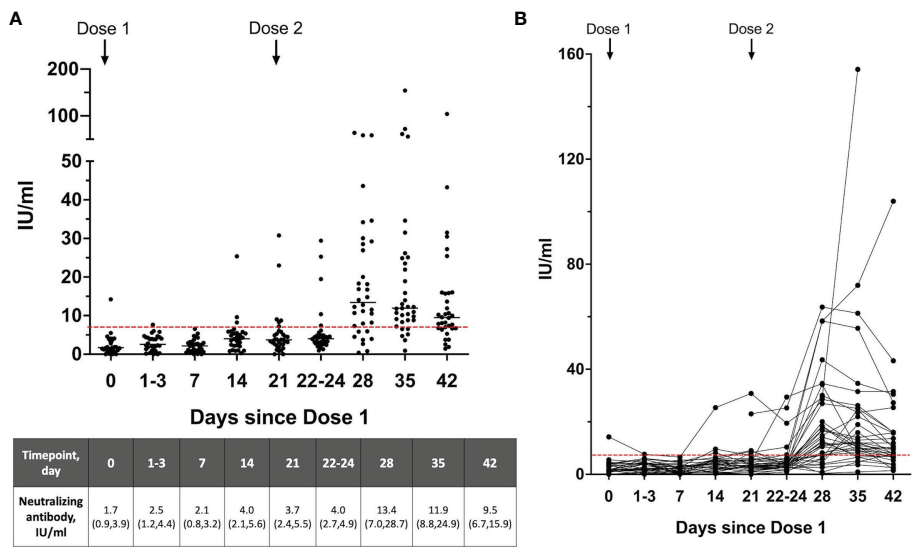 A
Dose 1
Dose 2
200
100
50
40
30
20
10
0
IU/ml
0 1-3 7 14 21 22-24 28 35 42
Days since Dose 1
Timepoint, day 0 1-3 7 14 21 22-24 28 35 42
Neutralizing antibody, IU/ml 1.7 (0.9,3.9) 2.5 (1.2,4.4) 2.1 (0.8,3.2) 4.0 (2.1,5.6) 3.7 (2.4,5.5) 4.0 (2.7,4.9) 13.4 (7.0,28.7) 11.9 (8.8,24.9) 9.5 (6.7,15.9)
B
Dose 1
Dose 2
160
120
80
40
0
IU/ml
0 1-3 7 14 21 22-24 28 35 42
Days since Dose 1